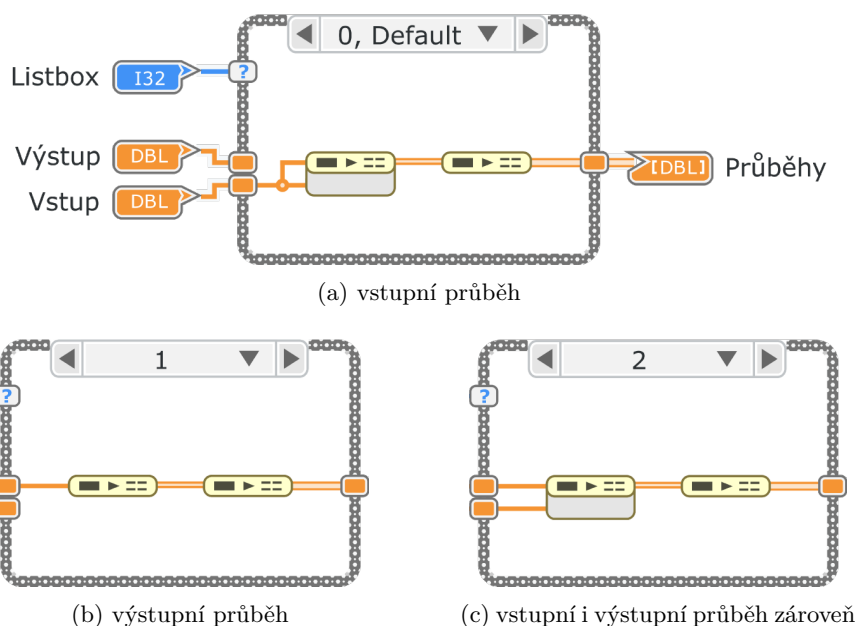 0, Default
Listbox I32 ?
Výstup DBL
Vstup DBL
[DBL] Průběhy
(a) vstupní průběh
1
?
2
?
(b) výstupní průběh
(c) vstupní i výstupní průběh zároveň